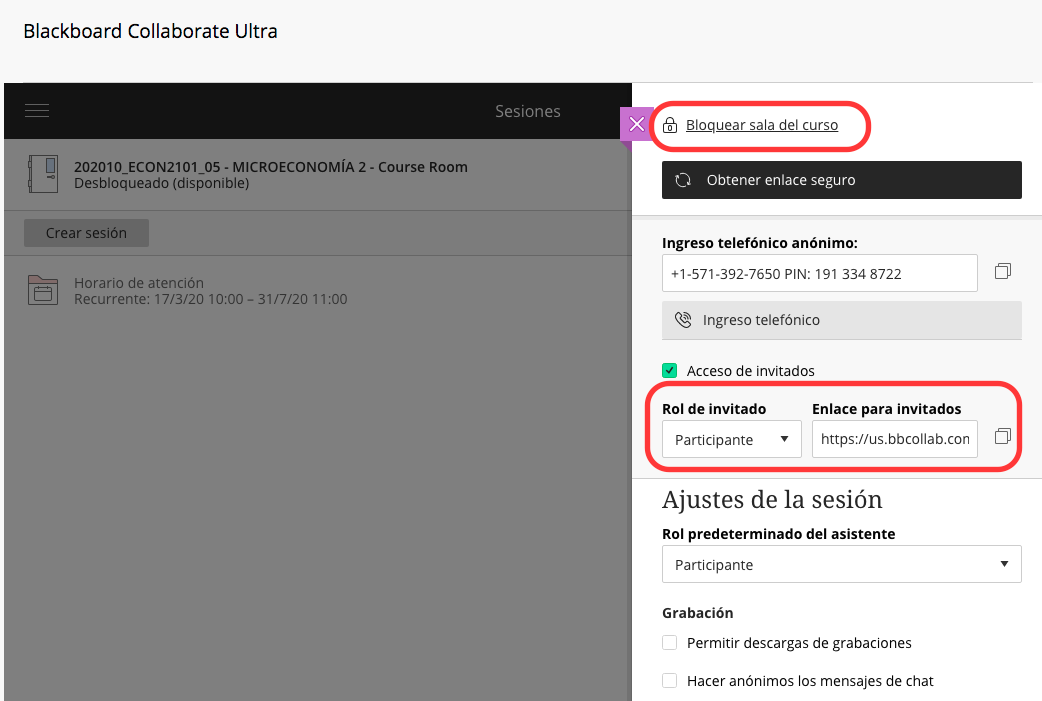 Blackboard Collaborate Ultra
Sesiones
202010_ECON2101_05 - MICROECONOMÍA 2 - Course Room
Desbloqueado (disponible)
Crear sesión
Horario de atención
Recurrente: 17/3/20 10:00 – 31/7/20 11:00
Bloquear sala del curso
Obtener enlace seguro
Ingreso telefónico anónimo:
+1-571-392-7650 PIN: 191 334 8722
Ingreso telefónico
Acceso de invitados
Rol de invitado Enlace para invitados
Participante https://us.bbcollab.con
Ajustes de la sesión
Rol predeterminado del asistente
Participante
Grabación
Permitir descargas de grabaciones
Hacer anónimos los mensajes de chat